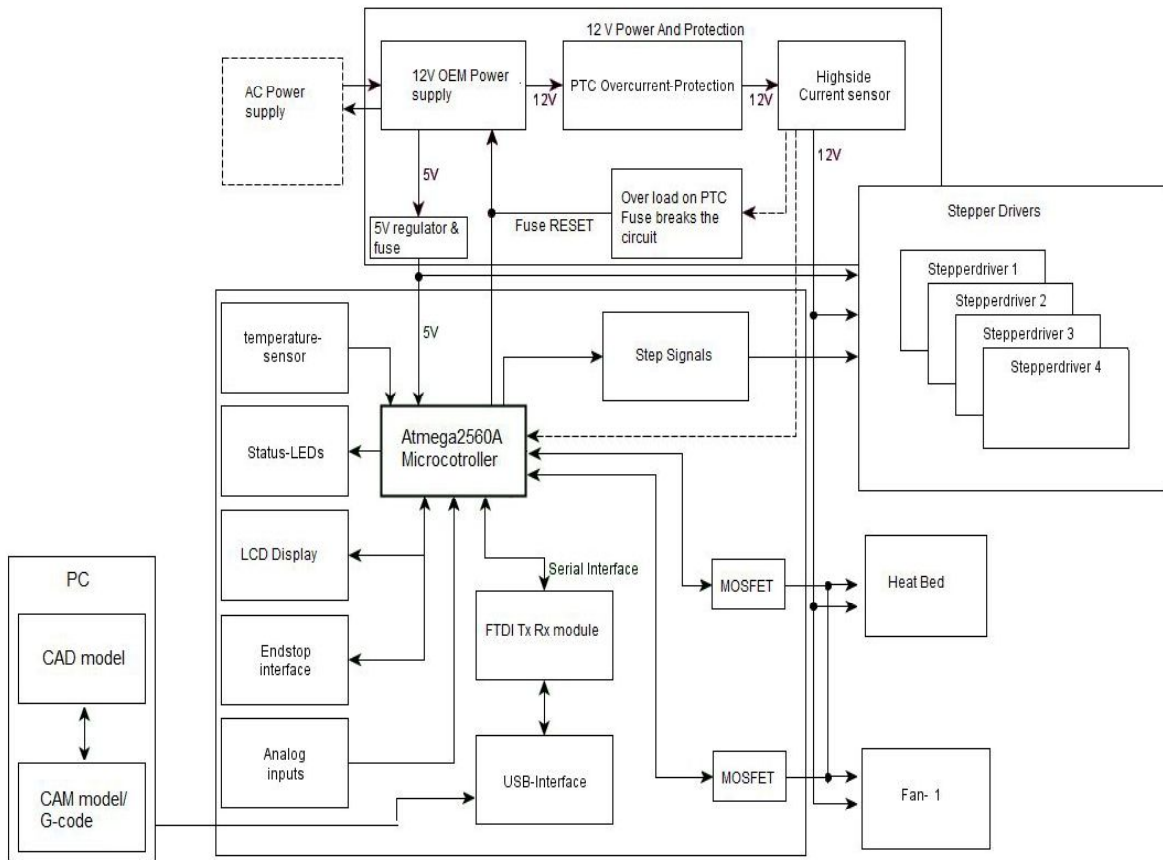 12 V Power And Protection
AC Power
supply
12V OEM Power
supply
12V
PTC Overcurrent-Protection
12V
Highside
Current sensor
12V
5V
5V regulator &
fuse
Fuse RESET
Over load on PTC
Fuse breaks the
circuit
Stepper Drivers
Stepperdriver 1
Stepperdriver 2
Stepperdriver 3
Stepperdriver 4
temperature-
sensor
5V
Step Signals
Status-LEDs
Atmega2560A
Microcotroller
LCD Display
Serial Interface
MOSFET
Heat Bed
PC
CAD model
Endstop
interface
FTDI Tx Rx module
Analog
inputs
USB-Interface
MOSFET
Fan- 1
CAM model/
G-code